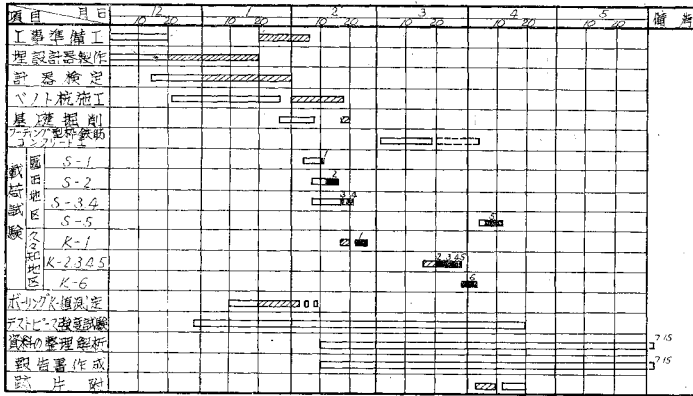 項目 月日 12 1 2 3 4 5 備考
10 20 10 20 10 20 10 20 10 20 10 20
工事準備工
埋設計器製作
計器検定
ベノト杭施工
基礎掘削
フーチング型枠鉄筋
コンクリート工
載荷試験
地区
S-1 1
S-2 2
S-3.4 3 4
S-5 5
久々知地区
K-1 1
K-2.3.4.5 2 3 4 5
K-6 6
ボーリングK-値測定
テストピース強度試験
資料の整理解析 7/15
報告書作成 7/15
跡片附